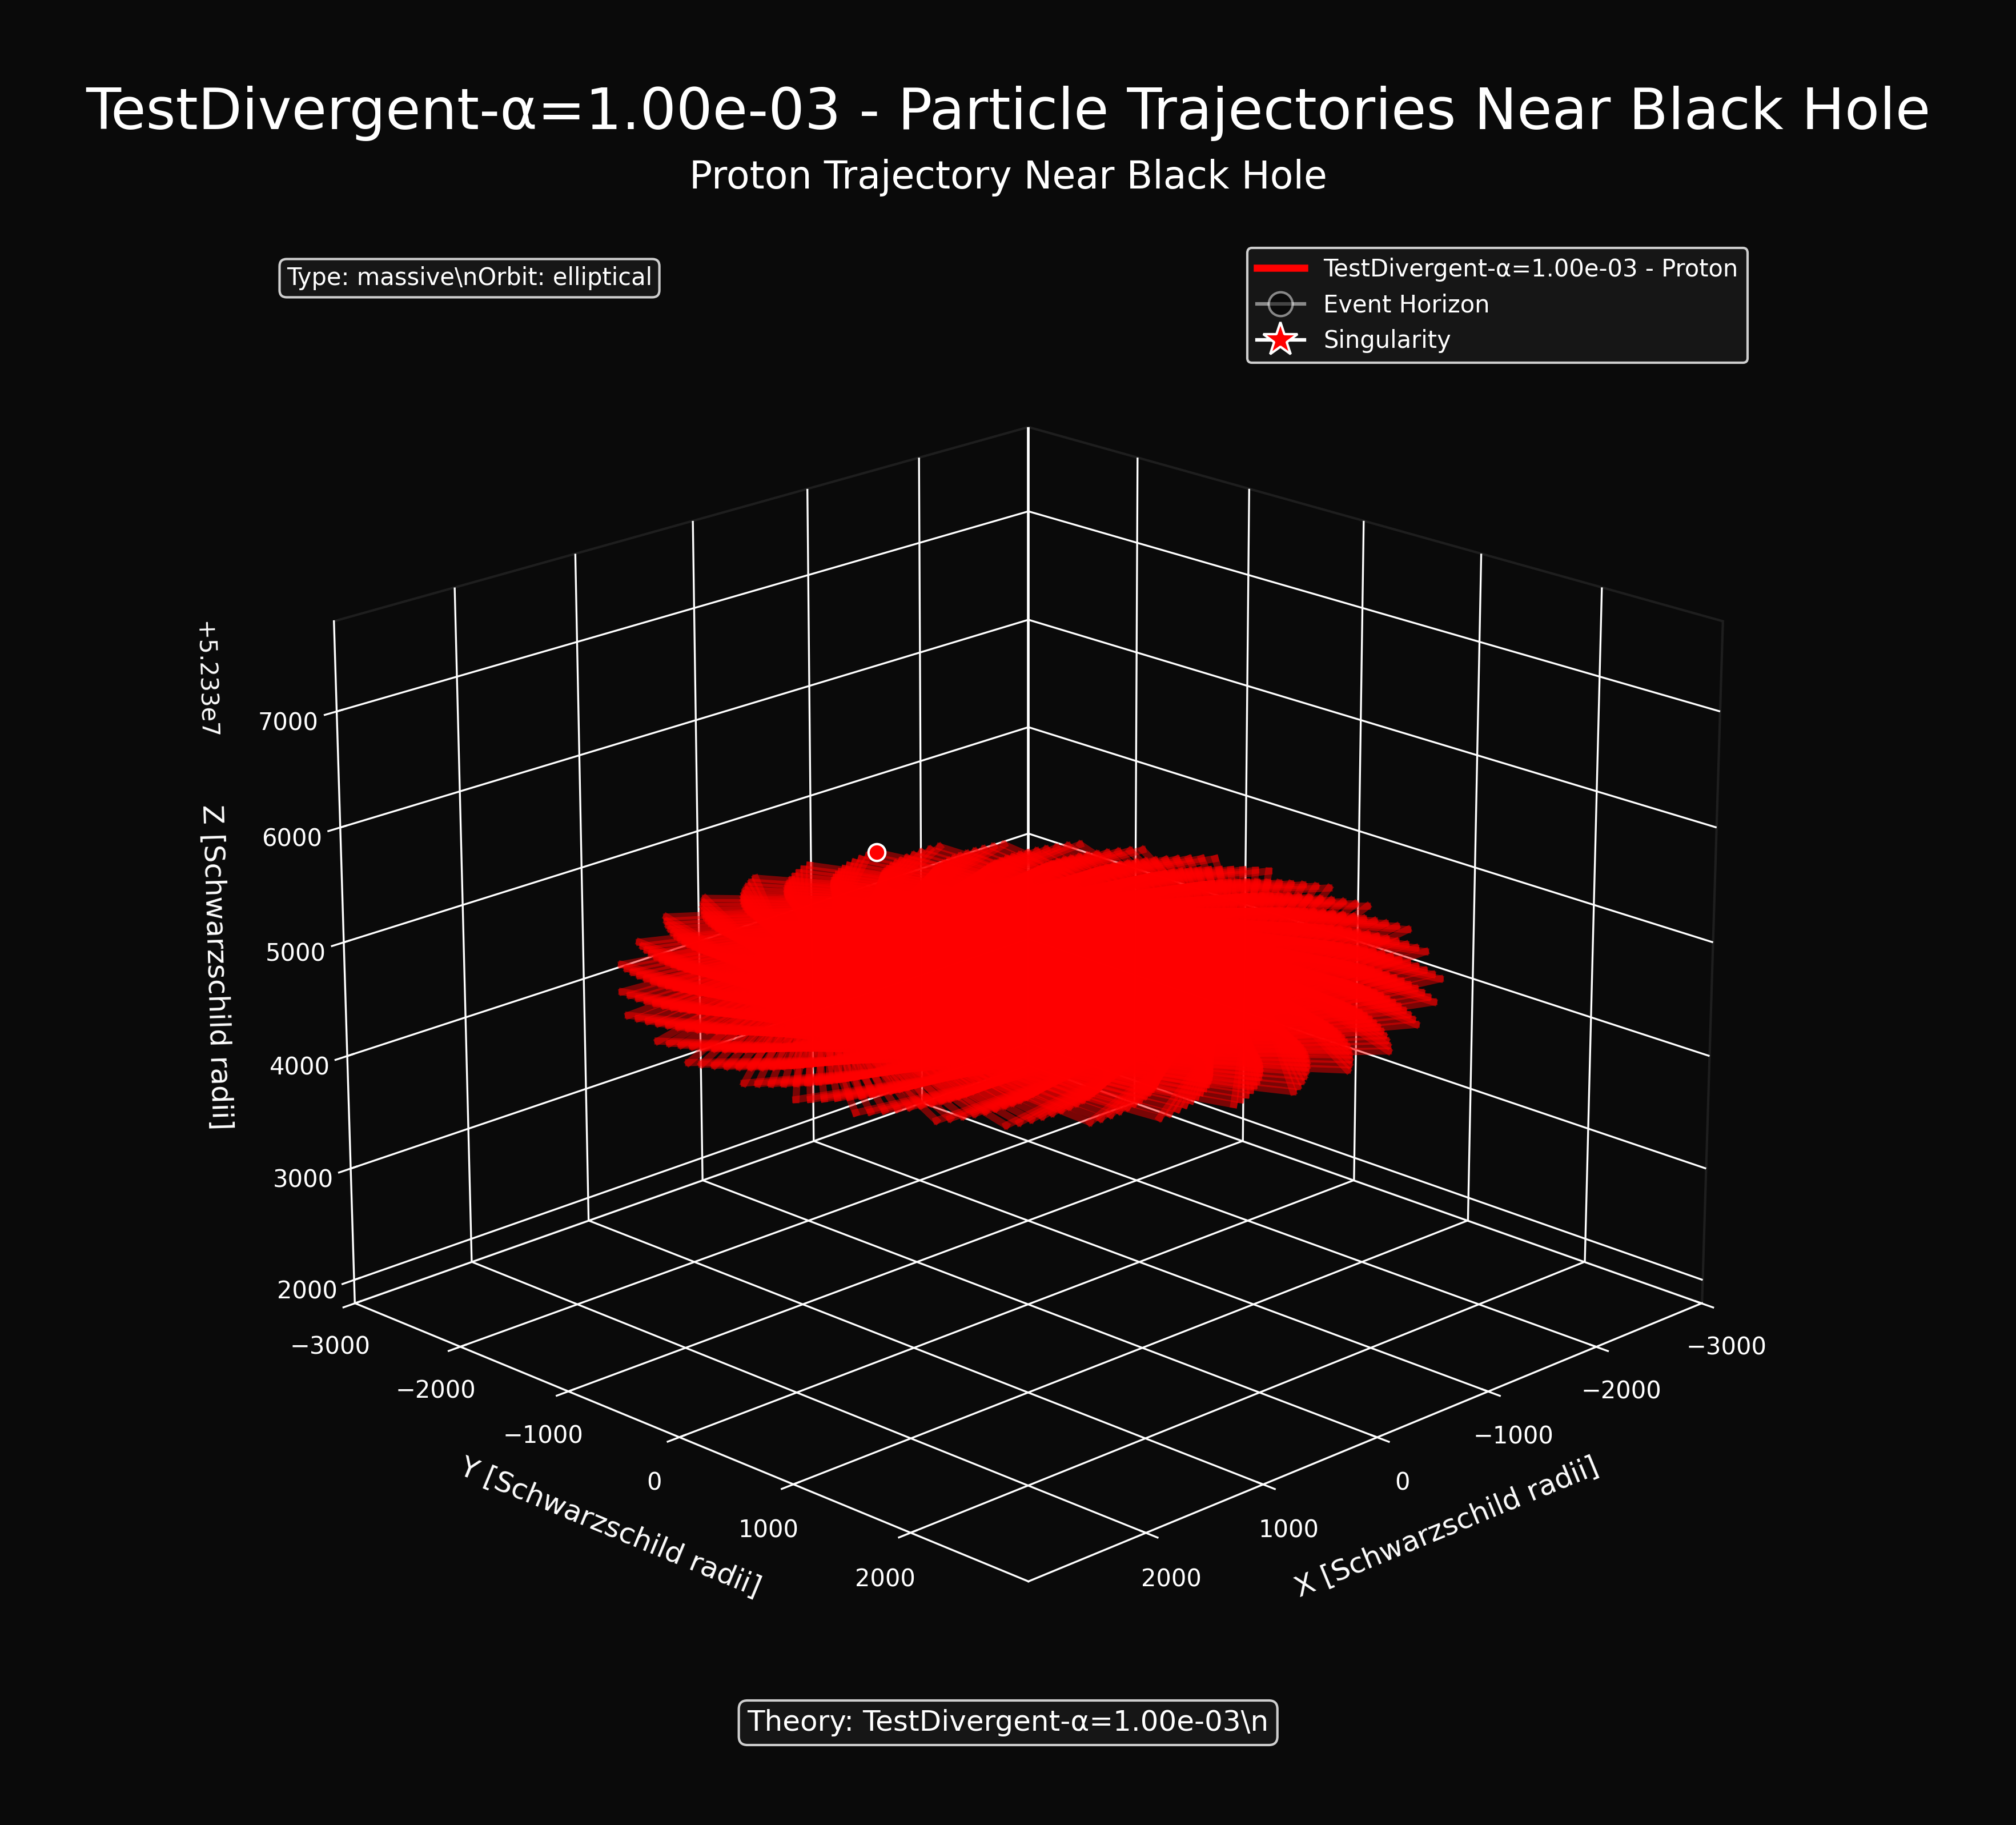 TestDivergent-α=1.00e-03 - Particle Trajectories Near Black Hole
Proton Trajectory Near Black Hole
Type: massive\nOrbit: elliptical
TestDivergent-α=1.00e-03 - Proton
Event Horizon
Singularity
+5.233e7
Z [Schwarzschild radii]
7000
6000
5000
4000
3000
2000
−3000
−2000
−1000
0
1000
2000
Y [Schwarzschild radii]
−3000
−2000
−1000
0
1000
2000
X [Schwarzschild radii]
Theory: TestDivergent-α=1.00e-03\n